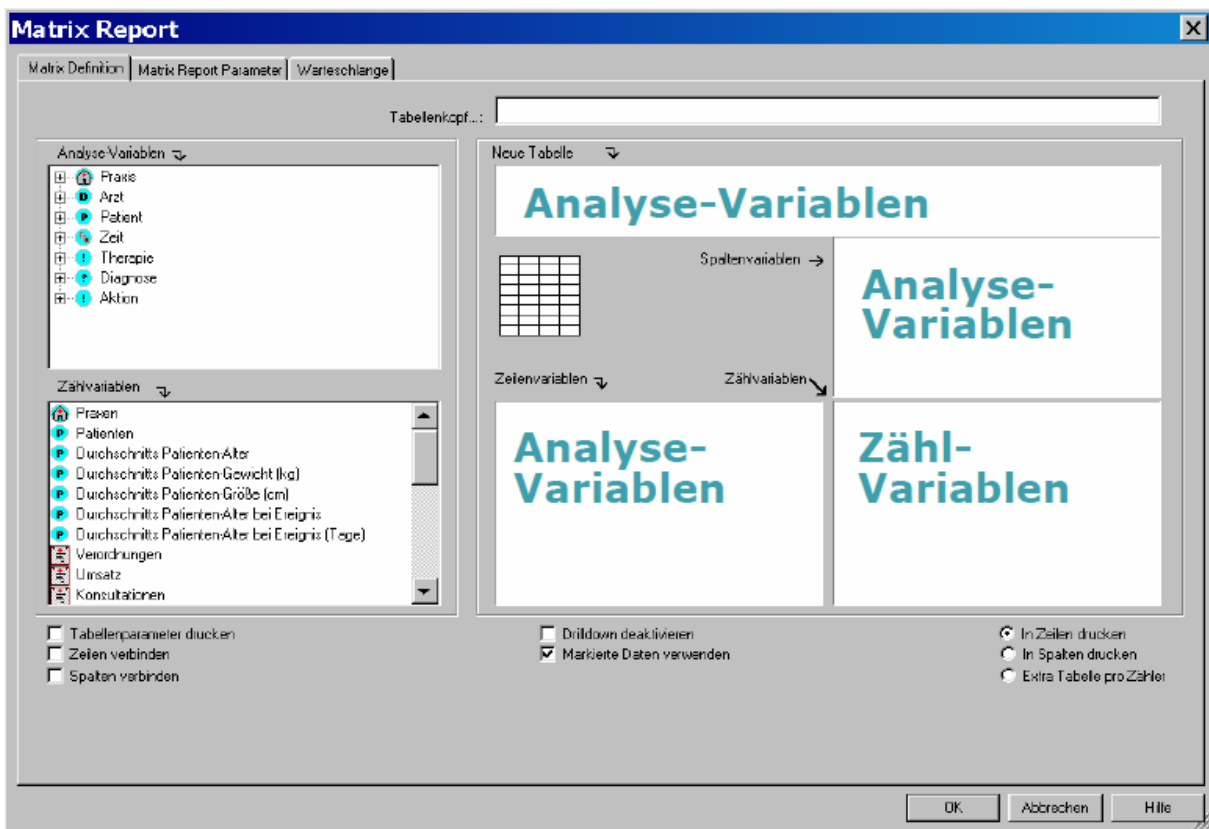 Matrix Report
Matrix Definition
Matrix Report Parameter
Warteschlange
Tabellenkopf...:
Analyse-Variablen
Praxis
Arzt
Patient
Zeit
Therapie
Diagnose
Aktion
Zählvariablen
Praxen
Patienten
Durchschnitts Patienten-Alter
Durchschnitts Patienten-Gewicht (kg)
Durchschnitts Patienten-Größe (cm)
Durchschnitts Patienten-Alter bei Ereignis
Durchschnitts Patienten-Alter bei Ereignis (Tage)
Verordnungen
Umsatz
Konsultationen
Neue Tabelle
Analyse-Variablen
Spaltenvariablen
Analyse-
Variablen
Zeilenvariablen
Zählvariablen
Analyse-
Variablen
Zähl-
Variablen
Tabellenparameter drucken
Zeilen verbinden
Spalten verbinden
Drilldown deaktivieren
Markierte Daten verwenden
In Zeilen drucken
In Spalten drucken
Extra Tabelle pro Zähler
OK
Abbrechen
Hilfe